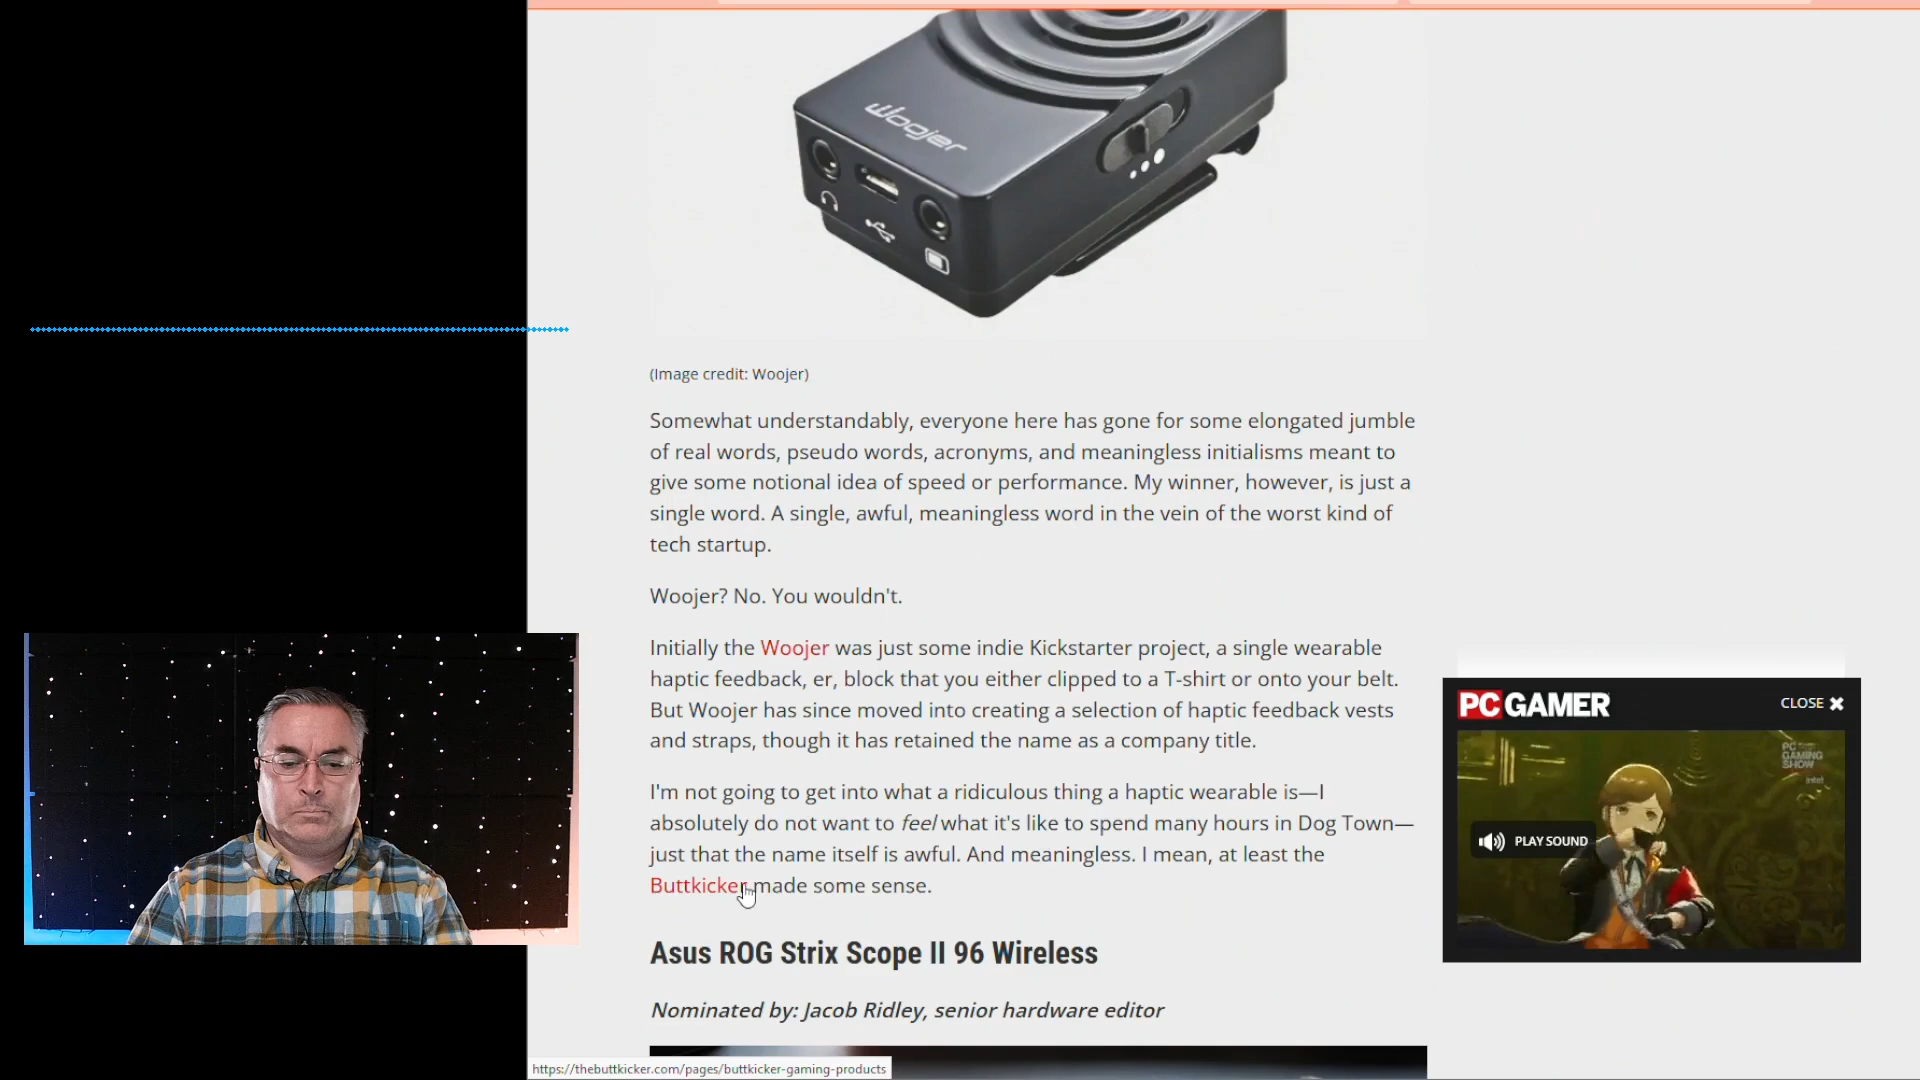 Woojer
(Image credit: Woojer)
Somewhat understandably, everyone here has gone for some elongated jumble
of real words, pseudo words, acronyms, and meaningless initialisms meant to
give some notional idea of speed or performance. My winner, however, is just a
single word. A single, awful, meaningless word in the vein of the worst kind of
tech startup.
Woojer? No. You wouldn't.
Initially the Woojer was just some indie Kickstarter project, a single wearable
haptic feedback, er, block that you either clipped to a T-shirt or onto your belt.
But Woojer has since moved into creating a selection of haptic feedback vests
and straps, though it has retained the name as a company title.
I'm not going to get into what a ridiculous thing a haptic wearable is—I
absolutely do not want to feel what it's like to spend many hours in Dog Town—
just that the name itself is awful. And meaningless. I mean, at least the
Buttkicker made some sense.
Asus ROG Strix Scope II 96 Wireless
Nominated by: Jacob Ridley, senior hardware editor
https://thebuttkicker.com/pages/buttkicker-gaming-products
PC GAMER
CLOSE
PC
GAMING
SHOW
intel
PLAY SOUND